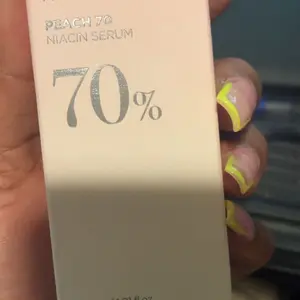 PEACH 70
NIACIN SERUM
70%